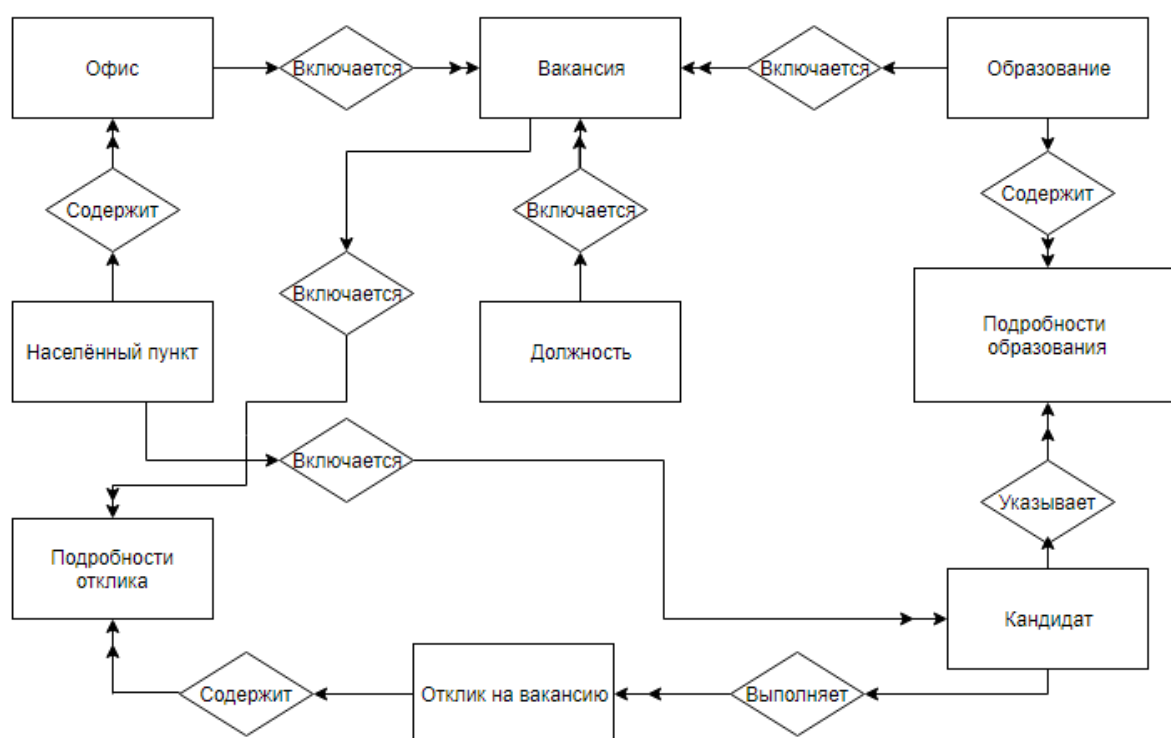 Офис
Включается
Вакансия
Включается
Образование
Содержит
Содержит
Включается
Включается
Населённый пункт
Должность
Подробности
образования
Включается
Указывает
Подробности
отклика
Кандидат
Содержит
Отклик на вакансию
Выполняет